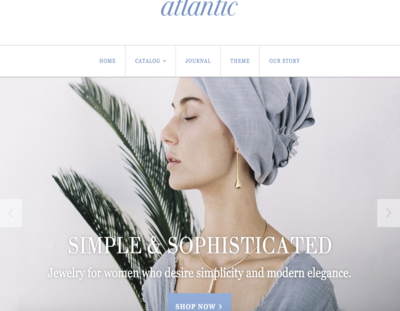 atlantic
HOME CATALOG JOURNAL THEME OUR STORY
SIMPLE & SOPHISTICATED
Jewelry for women who desire simplicity and modern elegance.
SHOP NOW